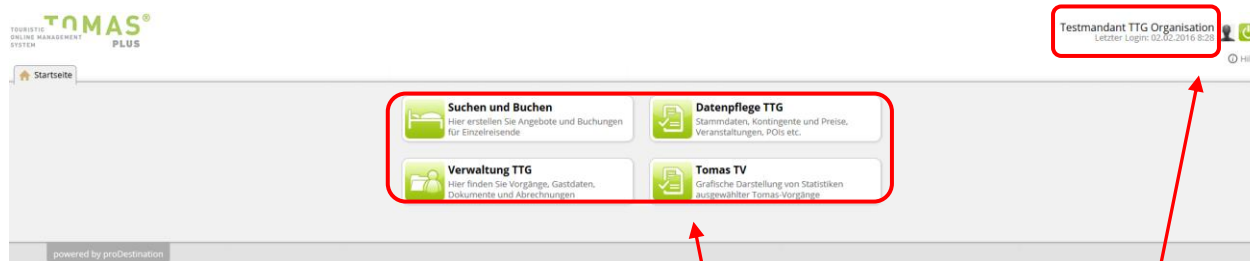 TOURISTIC
ONLINE MANAGEMENT
SYSTEM
TOMAS®
PLUS
Testmandant TTG Organisation
Letzter Login: 02.02.2016 8:28
Startseite
Suchen und Buchen
Hier erstellen Sie Angebote und Buchungen
für Einzelreisende
Datenpflege TTG
Stammdaten, Kontingente und Preise,
Veranstaltungen, POIs etc.
Verwaltung TTG
Hier finden Sie Vorgänge, Gastdaten,
Dokumente und Abrechnungen
Tomas TV
Grafische Darstellung von Statistiken
ausgewählter Tomas-Vorgänge
powered by proDestination